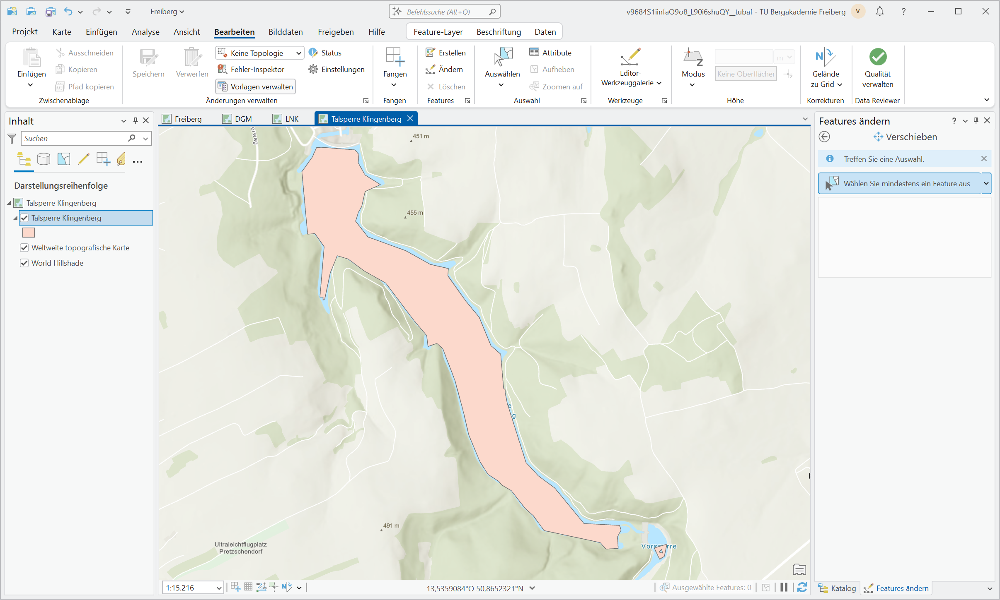 Freiberg
Befehlssuche (Alt+Q)
v9684S1iinfaO9o8_L90i6shuQY__tubaf - TU Bergakademie Freiberg
V
?
Projekt
Karte
Einfügen
Analyse
Ansicht
Bearbeiten
Bilddaten
Freigeben
Hilfe
Feature-Layer
Beschriftung
Daten
Einfügen
Ausschneiden
Kopieren
Pfad kopieren
Zwischenablage
Speichern
Verwerfen
Keine Topologie
Fehler-Inspektor
Vorlagen verwalten
Status
Einstellungen
Änderungen verwalten
Fangen
Fangen
Erstellen
Ändern
Löschen
Features
Auswählen
Attribute
Aufheben
Zoomen auf
Auswahl
Editor-
Werkzeuggalerie
Werkzeuge
Modus
m
Keine Oberflächen
Höhe
Gelände
zu Grid
Korrekturen
Qualität
verwalten
Data Reviewer
Inhalt
Suchen
Darstellungsreihenfolge
Talsperre Klingenberg
Talsperre Klingenberg
Weltweite topografische Karte
World Hillshade
Freiberg
DGM
LNK
Talsperre Klingenberg
erweg
451 m
455 m
e
g
491 m
Ultraleichtflugplatz
Pretzschendorf
1:15.216
13,5359084°O 50,8652321°N
Ausgewählte Features: 0
Features ändern
?
Verschieben
Treffen Sie eine Auswahl.
Wählen Sie mindestens ein Feature aus
Katalog
Features ändern